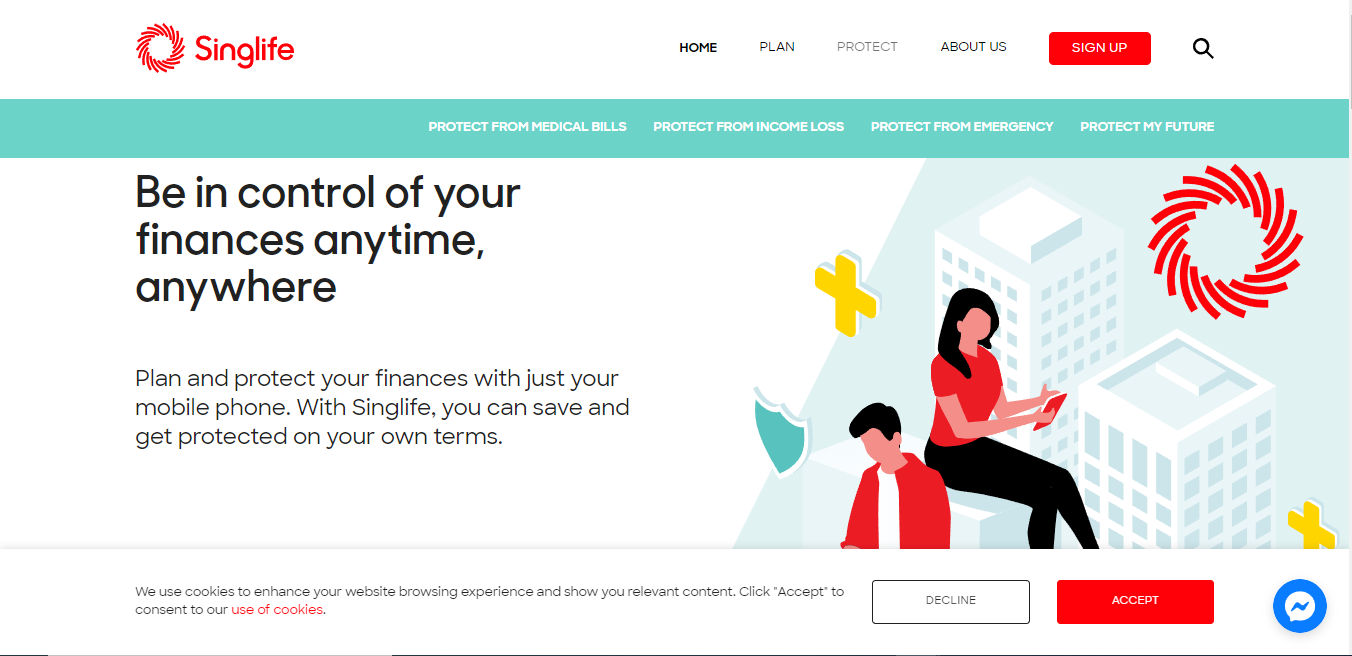 Singlife
HOME PLAN PROTECT ABOUT US SIGN UP
PROTECT FROM MEDICAL BILLS PROTECT FROM INCOME LOSS PROTECT FROM EMERGENCY PROTECT MY FUTURE
Be in control of your
finances anytime,
anywhere
Plan and protect your finances with just your
mobile phone. With Singlife, you can save and
get protected on your own terms.
We use cookies to enhance your website browsing experience and show you relevant content. Click "Accept" to
consent to our use of cookies.
DECLINE ACCEPT